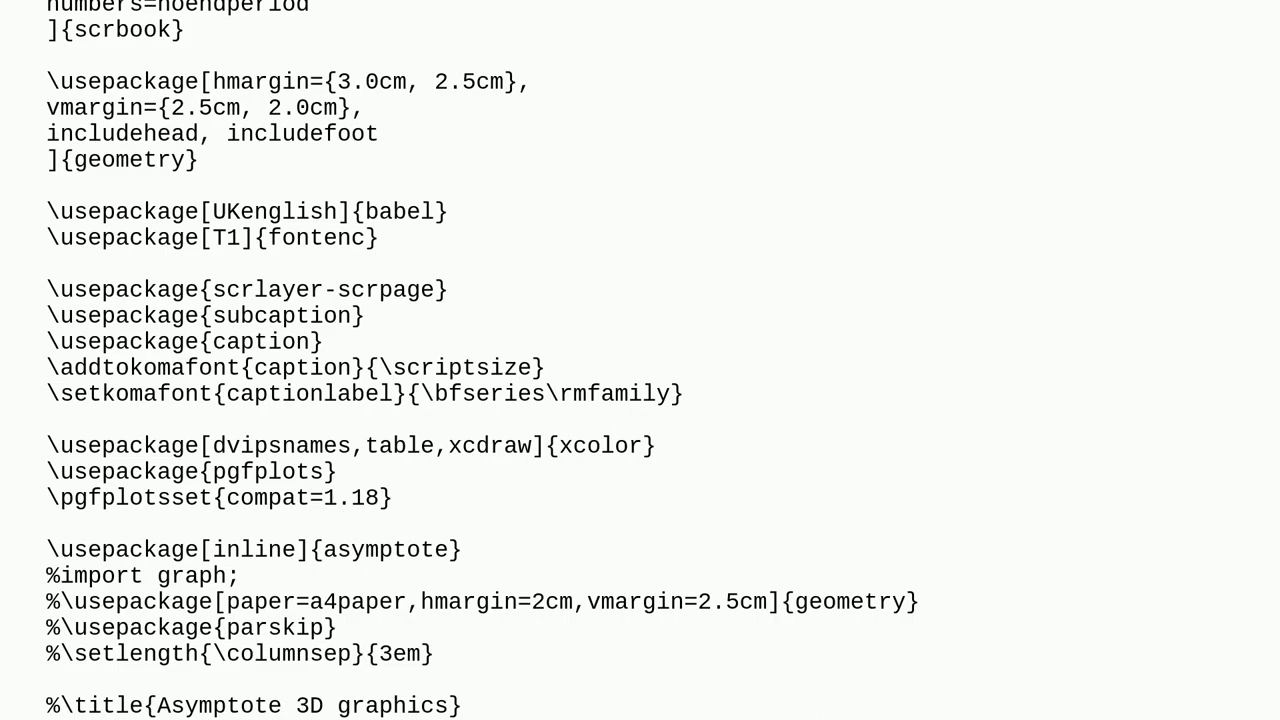 numbers=noendperiod
]{scrbook}
\usepackage[hmargin={3.0cm, 2.5cm},
vmargin={2.5cm, 2.0cm},
includehead, includefoot
]{geometry}
\usepackage[UKenglish]{babel}
\usepackage[T1]{fontenc}
\usepackage{scrlayer-scrpage}
\usepackage{subcaption}
\usepackage{caption}
\addtokomafont{caption}{\scriptsize}
\setkomafont{captionlabel}{\bfseries\rmfamily}
\usepackage[dvipsnames,table,xcdraw]{xcolor}
\usepackage{pgfplots}
\pgfplotsset{compat=1.18}
\usepackage[inline]{asymptote}
%import graph;
%\usepackage[paper=a4paper,hmargin=2cm,vmargin=2.5cm]{geometry}
%\usepackage{parskip}
%\setlength{\columnsep}{3em}
%\title{Asymptote 3D graphics}